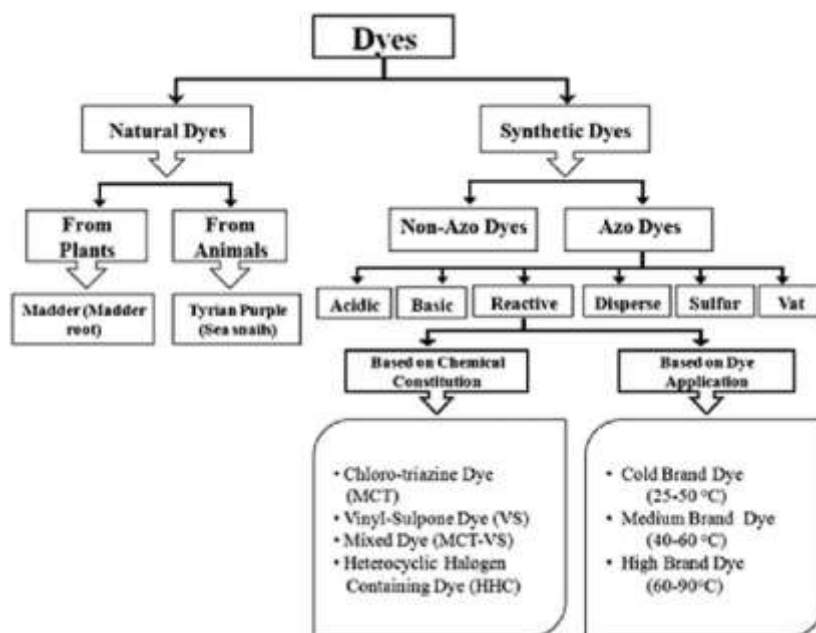 Dyes
Natural Dyes
Synthetic Dyes
From
Plants
From
Animals
Non-Azo Dyes
Azo Dyes
Madder (Madder
root)
Tyrian Purple
(Sea snails)
Acidic
Basic
Reactive
Disperse
Sulfur
Vat
Based on Chemical
Constitution
Based on Dye
Application
• Chloro-triazine Dye
(MCT)
• Vinyl-Sulpone Dye (VS)
• Mixed Dye (MCT-VS)
• Heterocyclic Halogen
Containing Dye (HHC)
• Cold Brand Dye
(25-50 °C)
• Medium Brand Dye
(40-60 °C)
• High Brand Dye
(60-90°C)